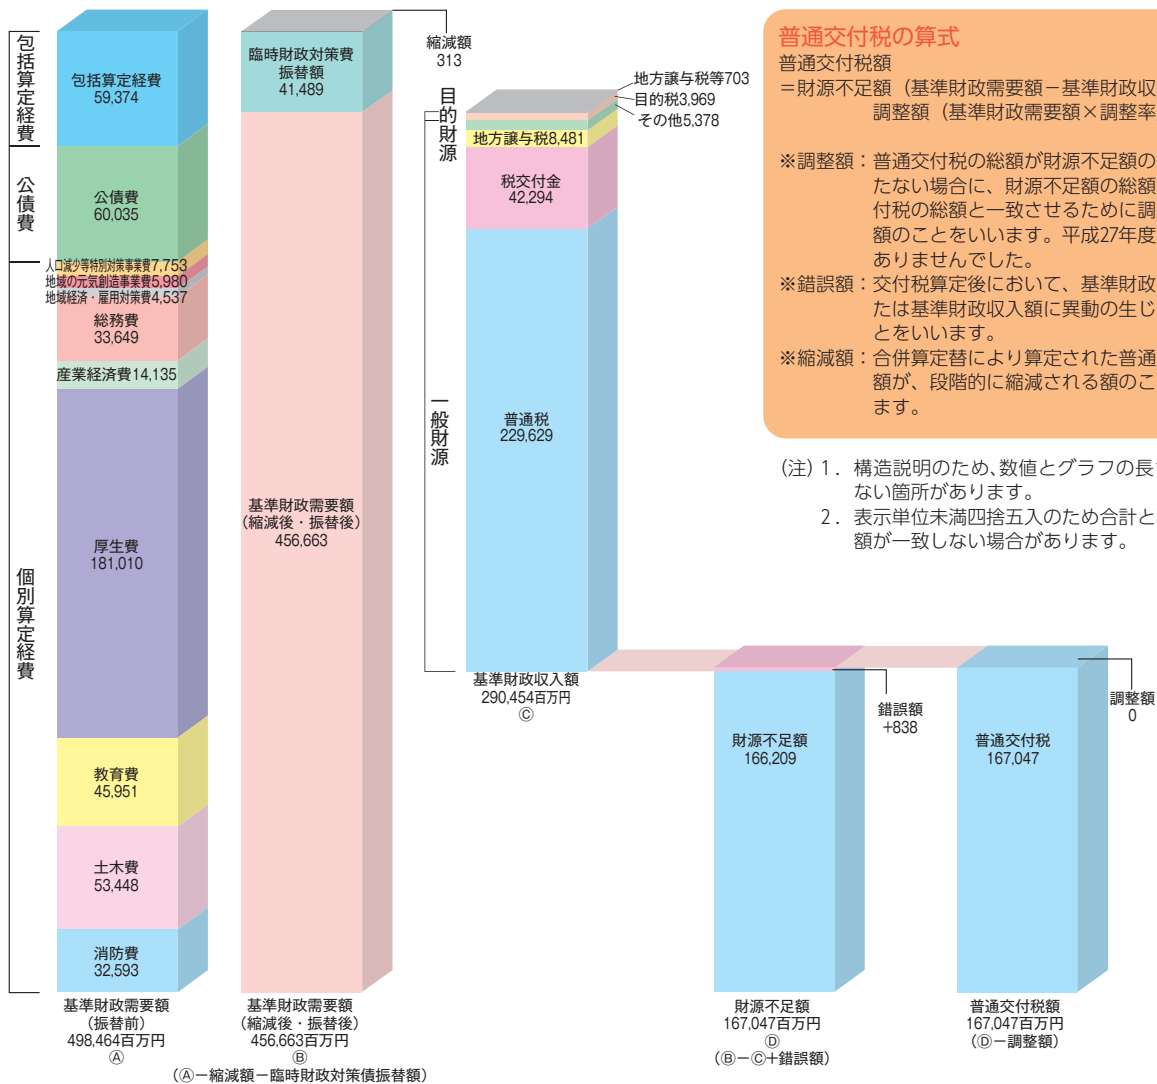 包括算定経費
公債費
個別算定経費
包括算定経費
59,374
公債費
60,035
人口減少等特別対策事業費7,753
地域の元気創造事業費5,980
地域経済・雇用対策費4,537
総務費
33,649
産業経済費14,135
厚生費
181,010
教育費
45,951
土木費
53,448
消防費
32,593
基準財政需要額
(振替前)
498,464百万円
Ⓐ
臨時財政対策費
振替額
41,489
基準財政需要額
(縮減後・振替後)
456,663
基準財政需要額
(縮減後・振替後)
456,663百万円
Ⓑ
(Ⓐ－縮減額－臨時財政対策債振替額)
縮減額
313
目的財源
一般財源
地方譲与税等703
目的税3,969
その他5,378
地方譲与税8,481
税交付金
42,294
普通税
229,629
基準財政収入額
290,454百万円
Ⓒ
財源不足額
166,209
錯誤額
+838
財源不足額
167,047百万円
Ⓓ
(Ⓑ－Ⓒ+錯誤額)
普通交付税
167,047
調整額
0
普通交付税額
167,047百万円
(Ⓓ－調整額)
普通交付税の算式
普通交付税額
＝財源不足額（基準財政需要額－基準財政収
調整額（基準財政需要額×調整率
※調整額：普通交付税の総額が財源不足額の
たない場合に、財源不足額の総額
付税の総額と一致させるために調
額のことをいいます。平成27年度
ありませんでした。
※錯誤額：交付税算定後において、基準財政
たは基準財政収入額に異動の生じ
とをいいます。
※縮減額：合併算定替により算定された普通
額が、段階的に縮減される額のこ
ます。
(注) 1．構造説明のため、数値とグラフの長
ない箇所があります。
2．表示単位未満四捨五入のため合計と
額が一致しない場合があります。